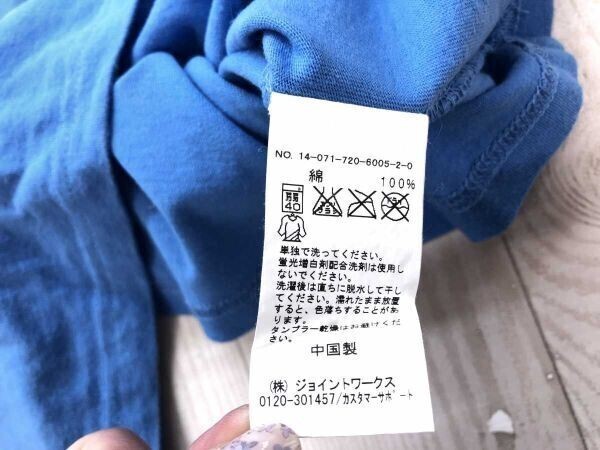 NO. 14-071-720-6005-2-0
綿 100%
40
単独で洗ってください。
蛍光増白剤配合洗剤は使用し
ないでください。
洗濯後は直ちに脱水して干し
てください。濡れたまま放置
すると、色落ちすることがあ
ります。
タンブラー乾燥はお避けくだ
さい。
中国製
(株) ジョイントワークス
0120-301457/カスタマーサポート